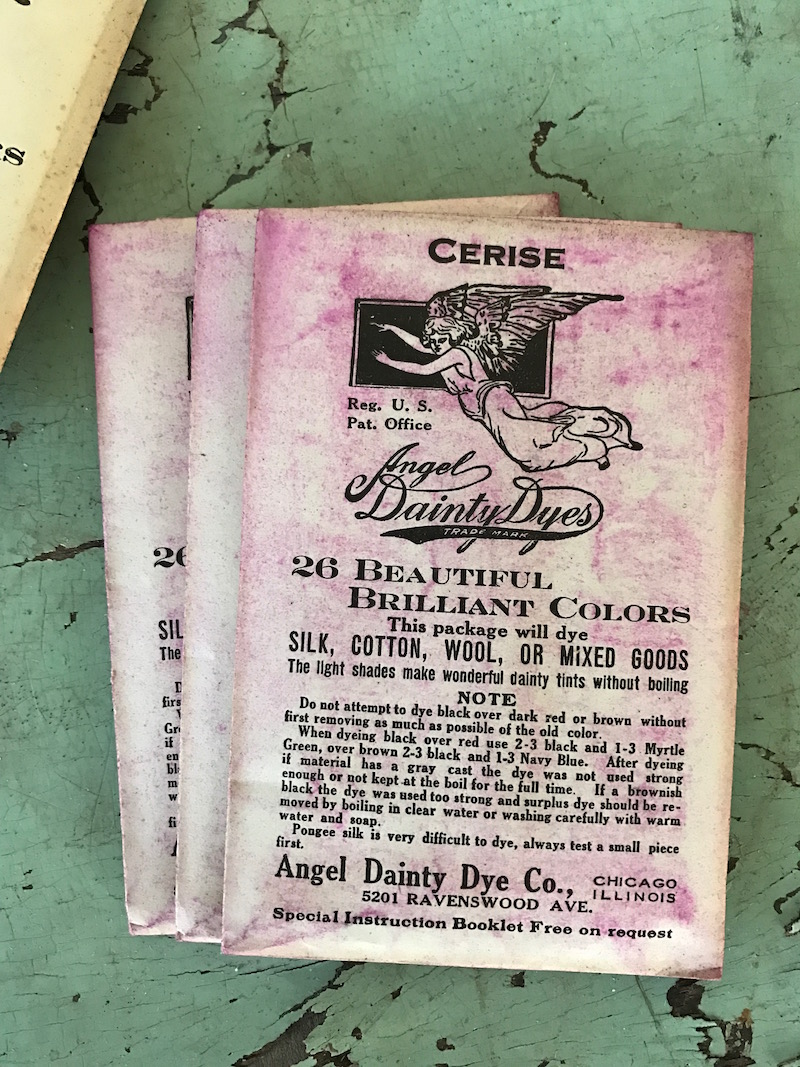 CERISE
Reg. U. S.
Pat. Office
Angel
Dainty Dyes
TRADE MARK
26 BEAUTIFUL
BRILLIANT COLORS
This package will dye
SILK, COTTON, WOOL, OR MIXED GOODS
The light shades make wonderful dainty tints without boiling
NOTE
Do not attempt to dye black over dark red or brown without
first removing as much as possible of the old color.
When dyeing black over red use 2-3 black and 1-3 Myrtle
Green, over brown 2-3 black and 1-3 Navy Blue. After dyeing
if material has a gray cast the dye was not used strong
enough or not kept at the boil for the full time. If a brownish
black the dye was used too strong and surplus dye should be re-
moved by boiling in clear water or washing carefully with warm
water and soap.
Pongee silk is very difficult to dye, always test a small piece
first.
Angel Dainty Dye Co., CHICAGO
ILLINOIS
5201 RAVENSWOOD AVE.
Special Instruction Booklet Free on request
26
SIL
The